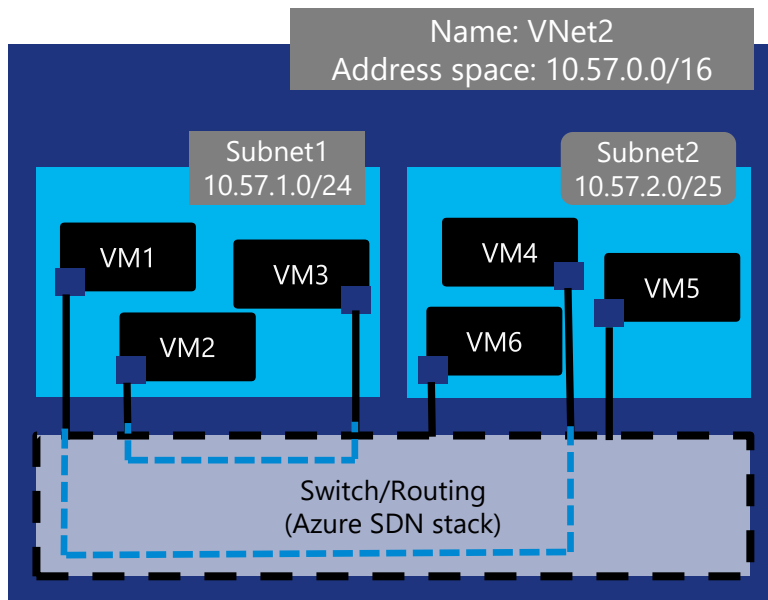 Name: VNet2
Address space: 10.57.0.0/16
Subnet1
10.57.1.0/24
Subnet2
10.57.2.0/25
VM1
VM3
VM2
VM4
VM5
VM6
Switch/Routing
(Azure SDN stack)